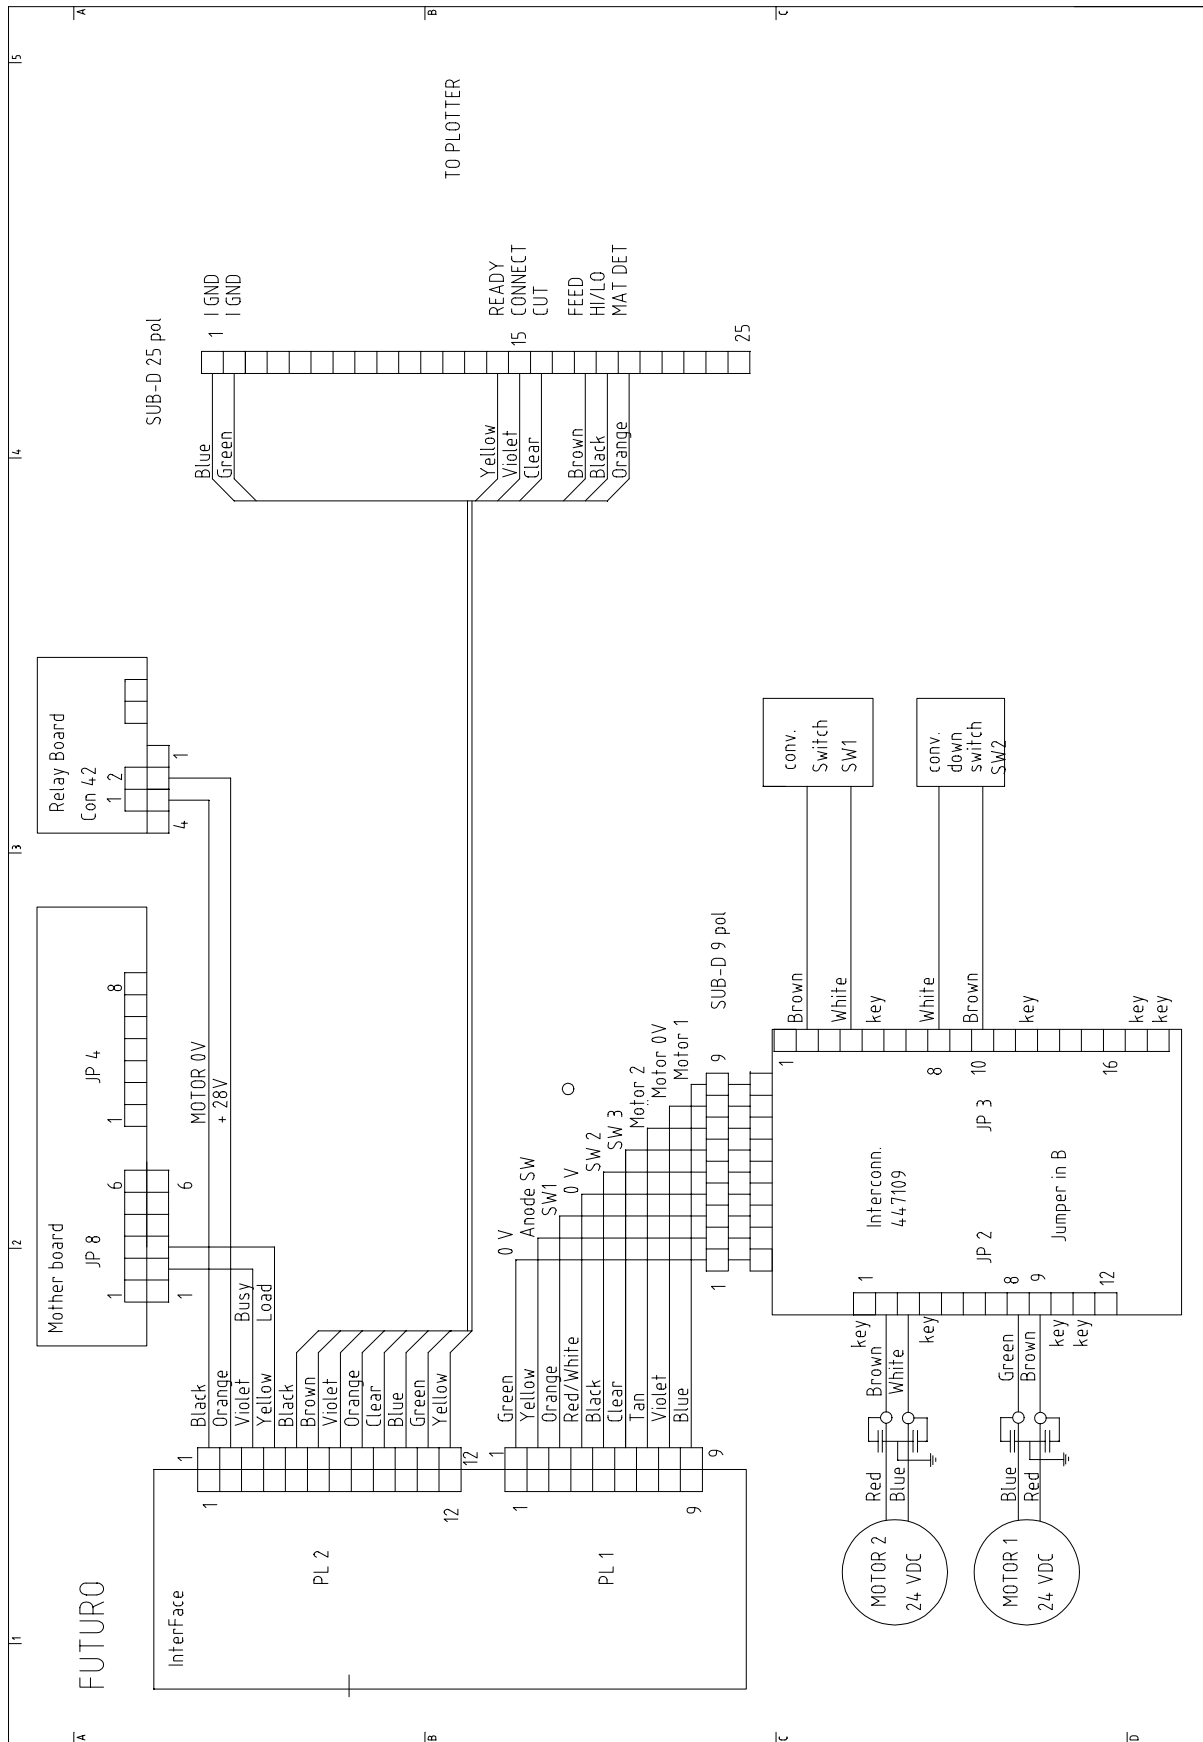 FUTURO
A
B
C
D
A
B
C
1
2
3
4
5
Mother board
JP 8
JP 4
1
6
1
8
1
6
Relay Board
Con 42
1
2
4
1
MOTOR 0V
+ 28V
Busy
Load
InterFace
PL 2
PL 1
1
12
1
12
1
9
1
9
Black
Orange
Violet
Yellow
Black
Brown
Violet
Orange
Clear
Blue
Green
Yellow
Green
Yellow
Orange
Red/White
Black
Clear
Tan
Violet
Blue
0 V
Anode SW
SW1
0 V
SW 2
SW 3
Motor 2
Motor 0V
Motor 1
SUB-D 9 pol
1
9
SUB-D 25 pol
1
15
25
I GND
I GND
READY
CONNECT
CUT
FEED
HI/LO
MAT DET
Blue
Green
Yellow
Violet
Clear
Brown
Black
Orange
TO PLOTTER
conv.
Switch
SW1
conv.
down
switch
SW2
Brown
White
key
White
Brown
key
key
key
Interconn.
447109
JP 2
JP 3
Jumper in B
1
8
10
16
1
8
9
12
key
Brown
White
key
Green
Brown
key
key
Red
Blue
Blue
Red
MOTOR 2
24 VDC
MOTOR 1
24 VDC